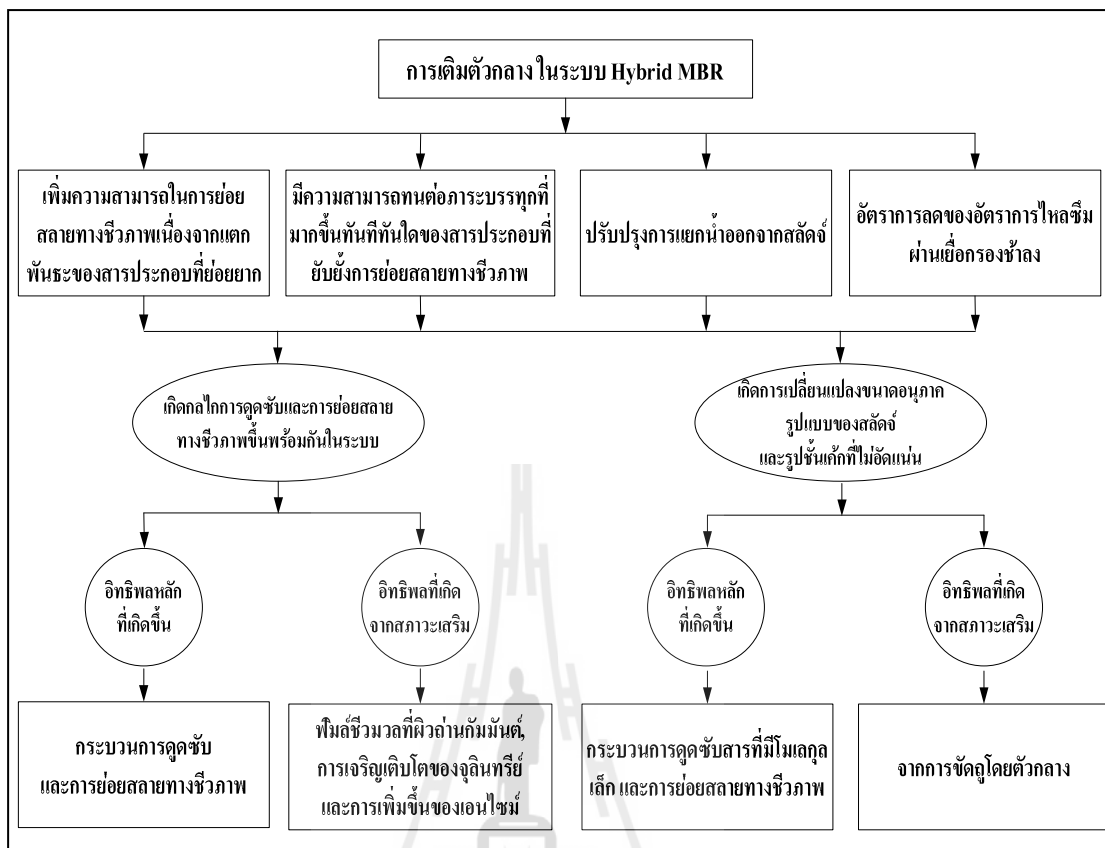 การเติมตัวกลาง ในระบบ Hybrid MBR
เพิ่มความสามารถในการย่อย
สลายทางชีวภาพเนื่องจากแตก
พันธะของสารประกอบที่ย่อยยาก
มีความสามารถทนต่อภาระบรรทุกที่
มากขึ้นทันทีทันใดของสารประกอบที่
ยับยั้งการย่อยสลายทางชีวภาพ
ปรับปรุงการแยกน้ำออกจากสลัดจ์
อัตราการลดของอัตราการไหลซึม
ผ่านเยื่อกรองช้าลง
เกิดกลไกการดูดซับและการย่อยสลาย
ทางชีวภาพขึ้นพร้อมกันในระบบ
เกิดการเปลี่ยนแปลงขนาดอนุภาค
รูปแบบของสลัดจ์
และรูปชั้นเค้กที่ไม่อัดแน่น
อิทธิพลหลัก
ที่เกิดขึ้น
อิทธิพลที่เกิด
จากสภาวะเสริม
อิทธิพลหลัก
ที่เกิดขึ้น
อิทธิพลที่เกิด
จากสภาวะเสริม
กระบวนการดูดซับ
และการย่อยสลายทางชีวภาพ
ฟิมล์ชีวมวลที่ผิวถ่านกัมมันต์,
การเจริญเติบโตของจุลินทรีย์
และการเพิ่มขึ้นของเอนไซม์
กระบวนการดูดซับสารที่มีโมเลกุล
เล็ก และการย่อยสลายทางชีวภาพ
จากการขัดถูโดยตัวกลาง